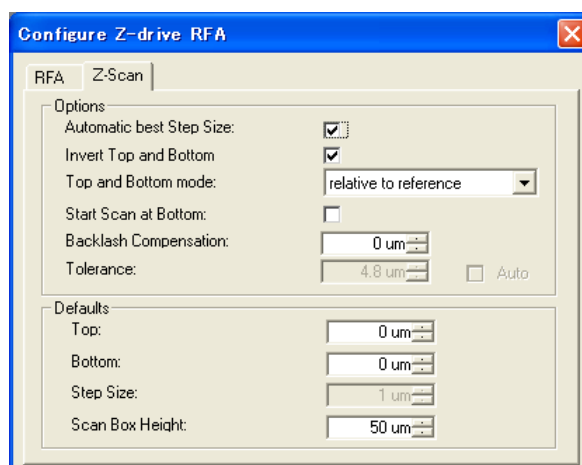 Configure Z-drive RFA
RFA Z-Scan
Options
Automatic best Step Size:
Invert Top and Bottom
Top and Bottom mode: relative to reference
Start Scan at Bottom:
Backlash Compensation: 0 um
Tolerance: 4.8 um Auto
Defaults
Top: 0 um
Bottom: 0 um
Step Size: 1 um
Scan Box Height: 50 um